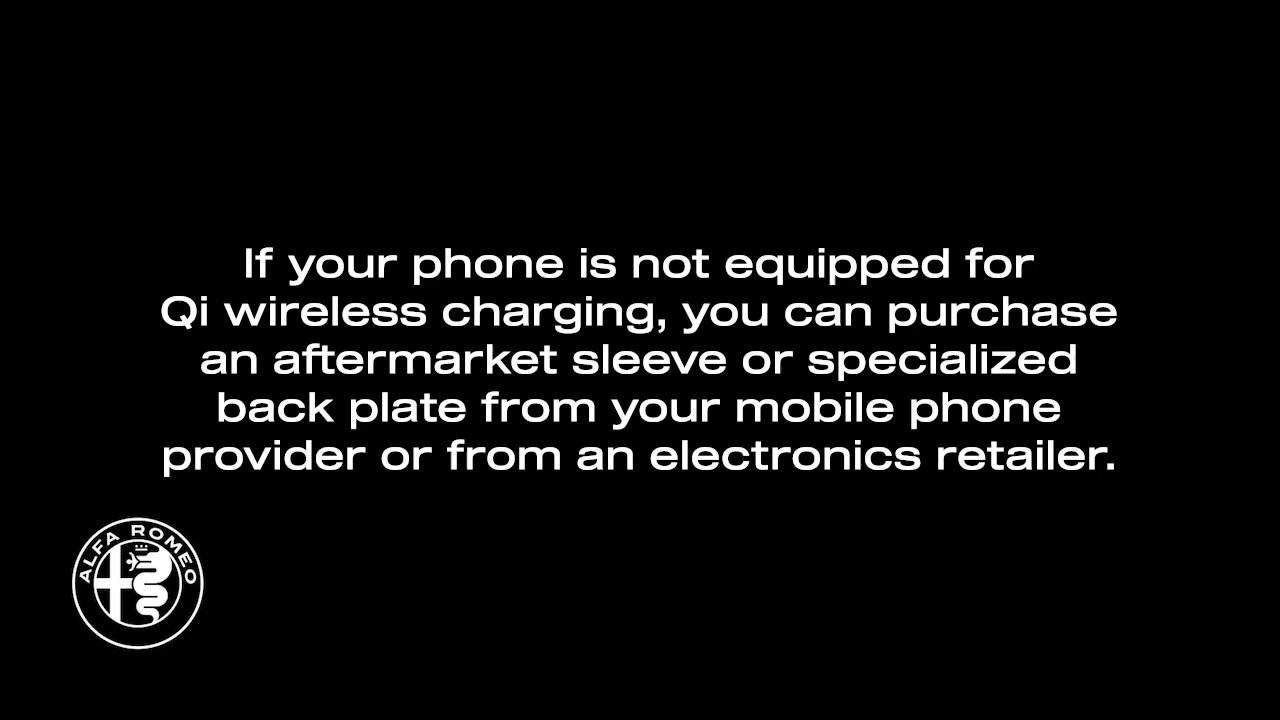 If your phone is not equipped for
Qi wireless charging, you can purchase
an aftermarket sleeve or specialized
back plate from your mobile phone
provider or from an electronics retailer.
ALFA ROMEO